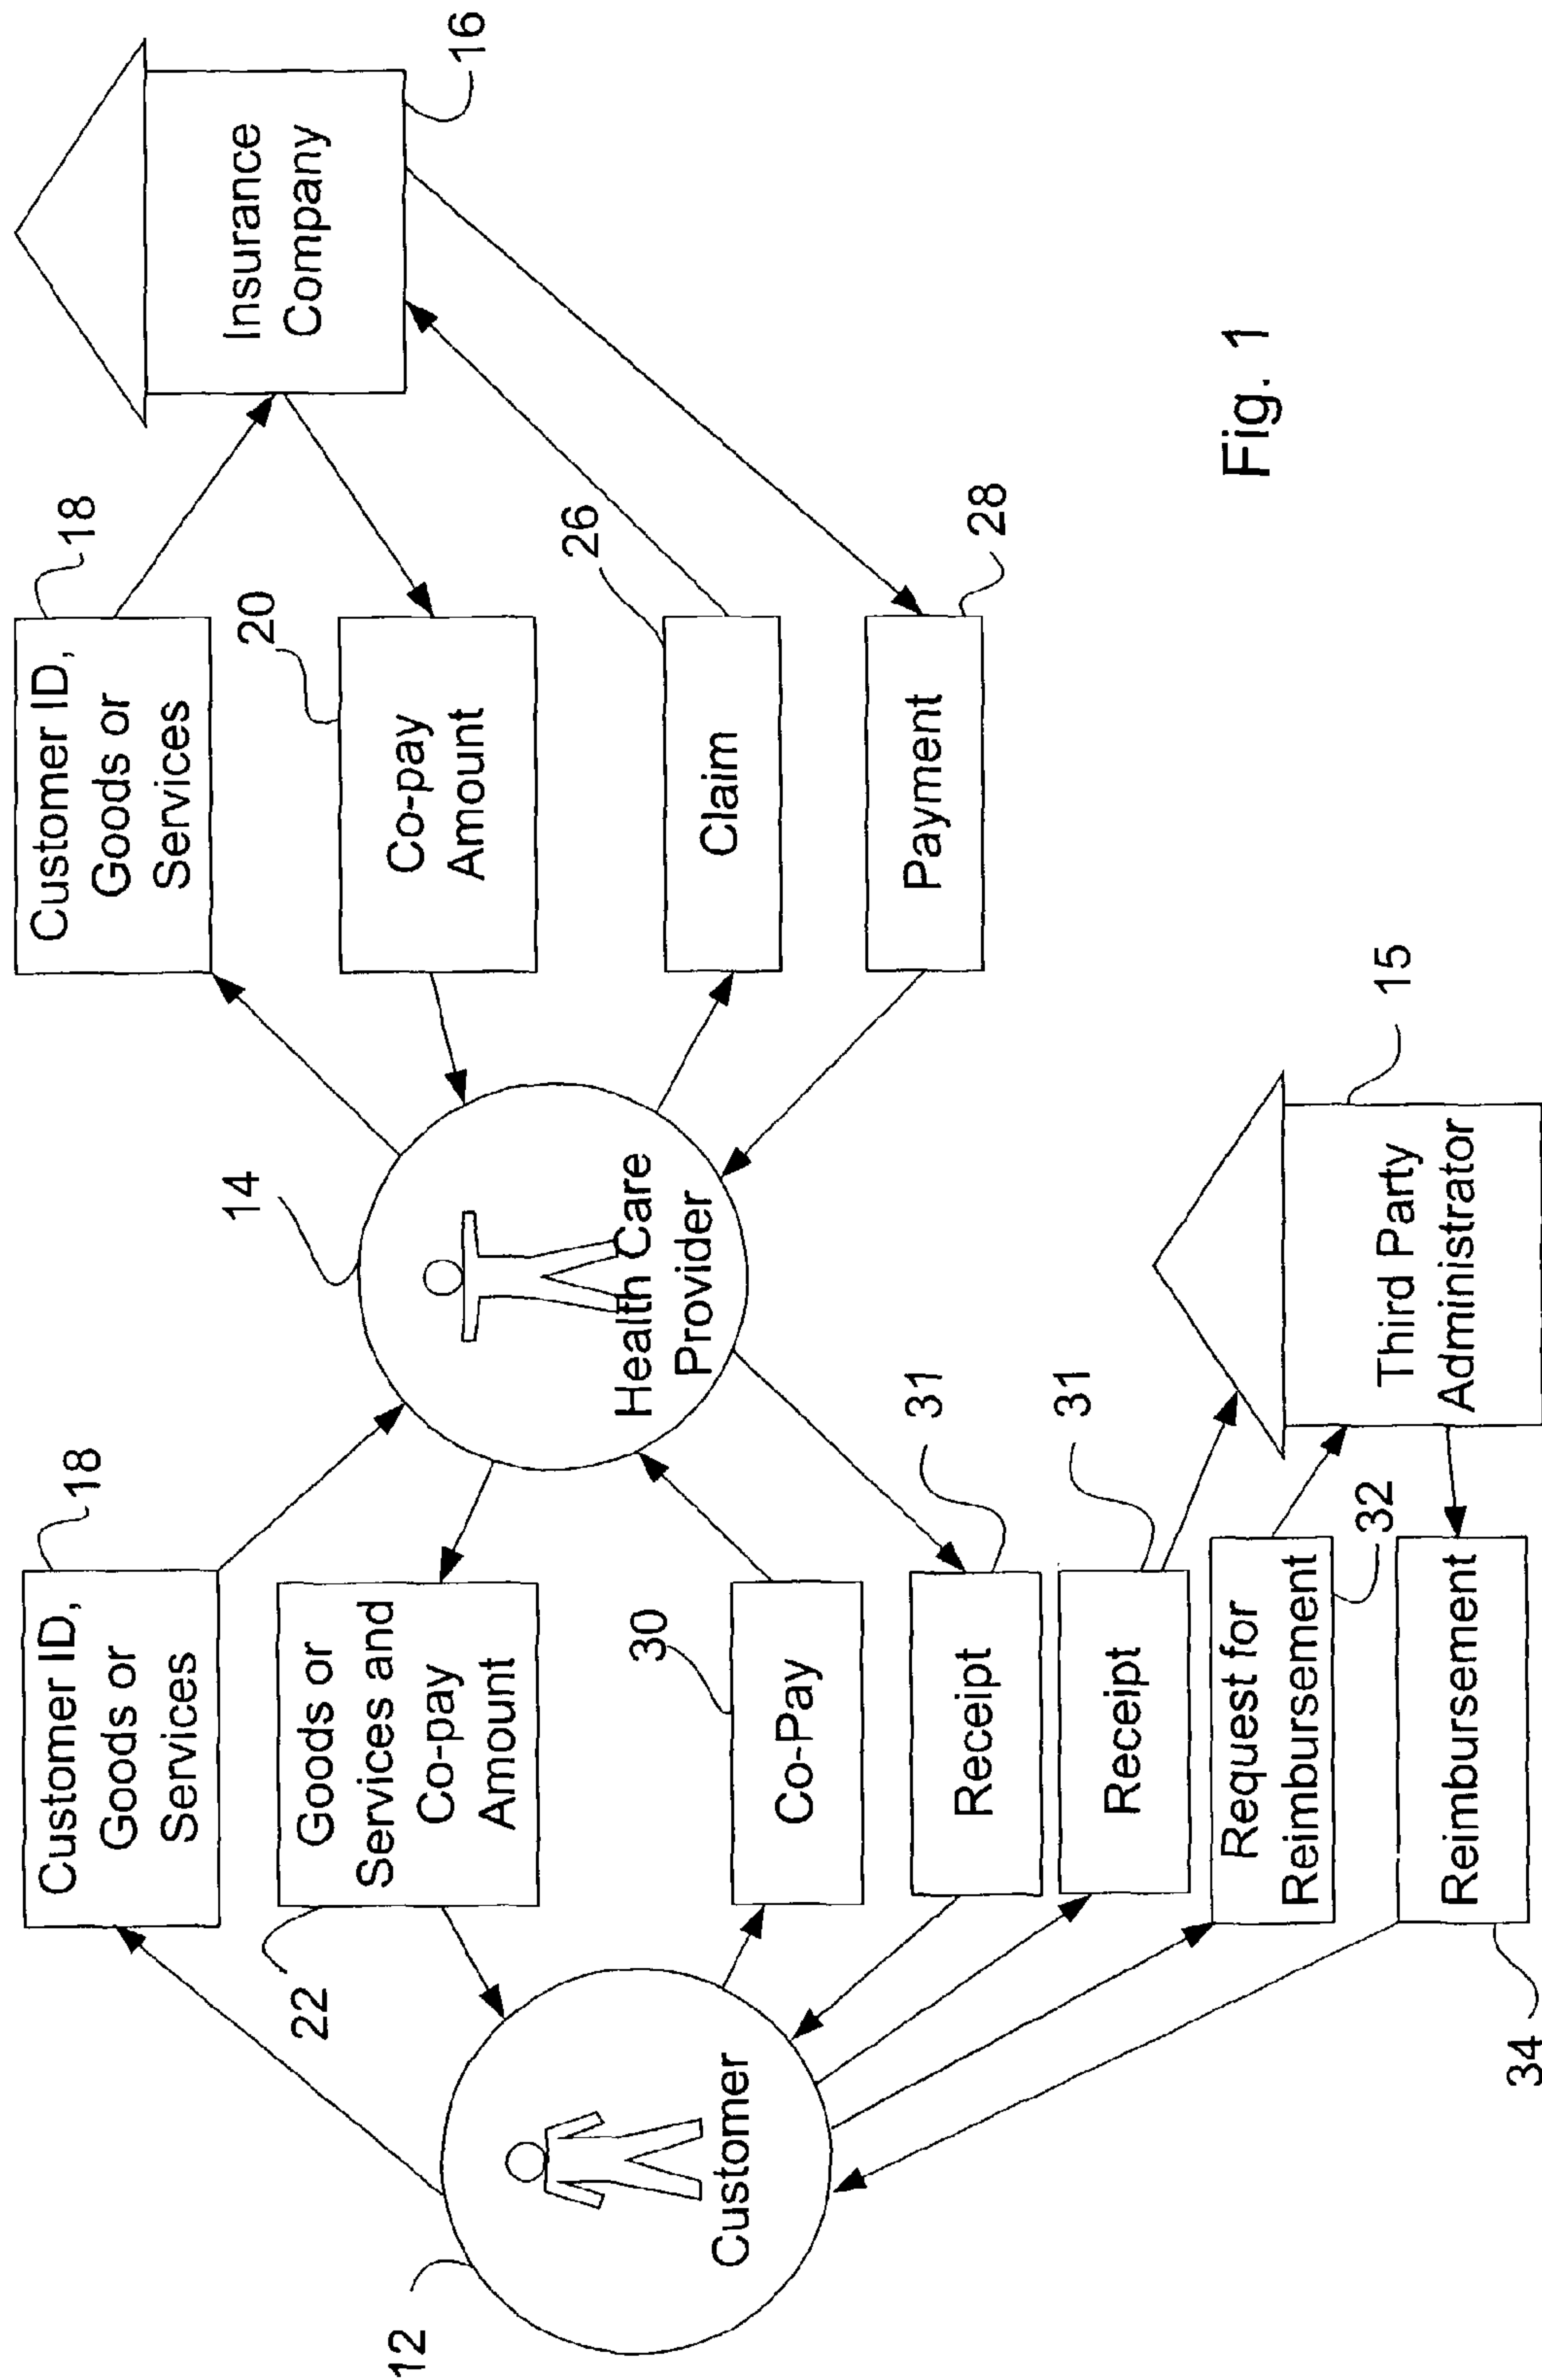 18
Customer ID,
Goods or
Services
18
Customer ID,
Goods or
Services
16
Insurance
Company
22
Goods or
Services and
Co-pay
Amount
14
Health Care
Provider
20
Co-pay
Amount
12
Customer
30
Co-Pay
26
Claim
31
Receipt
28
Payment
31
Receipt
32
Request for
Reimbursement
15
Third Party
Administrator
34
Reimbursement
Fig. 1